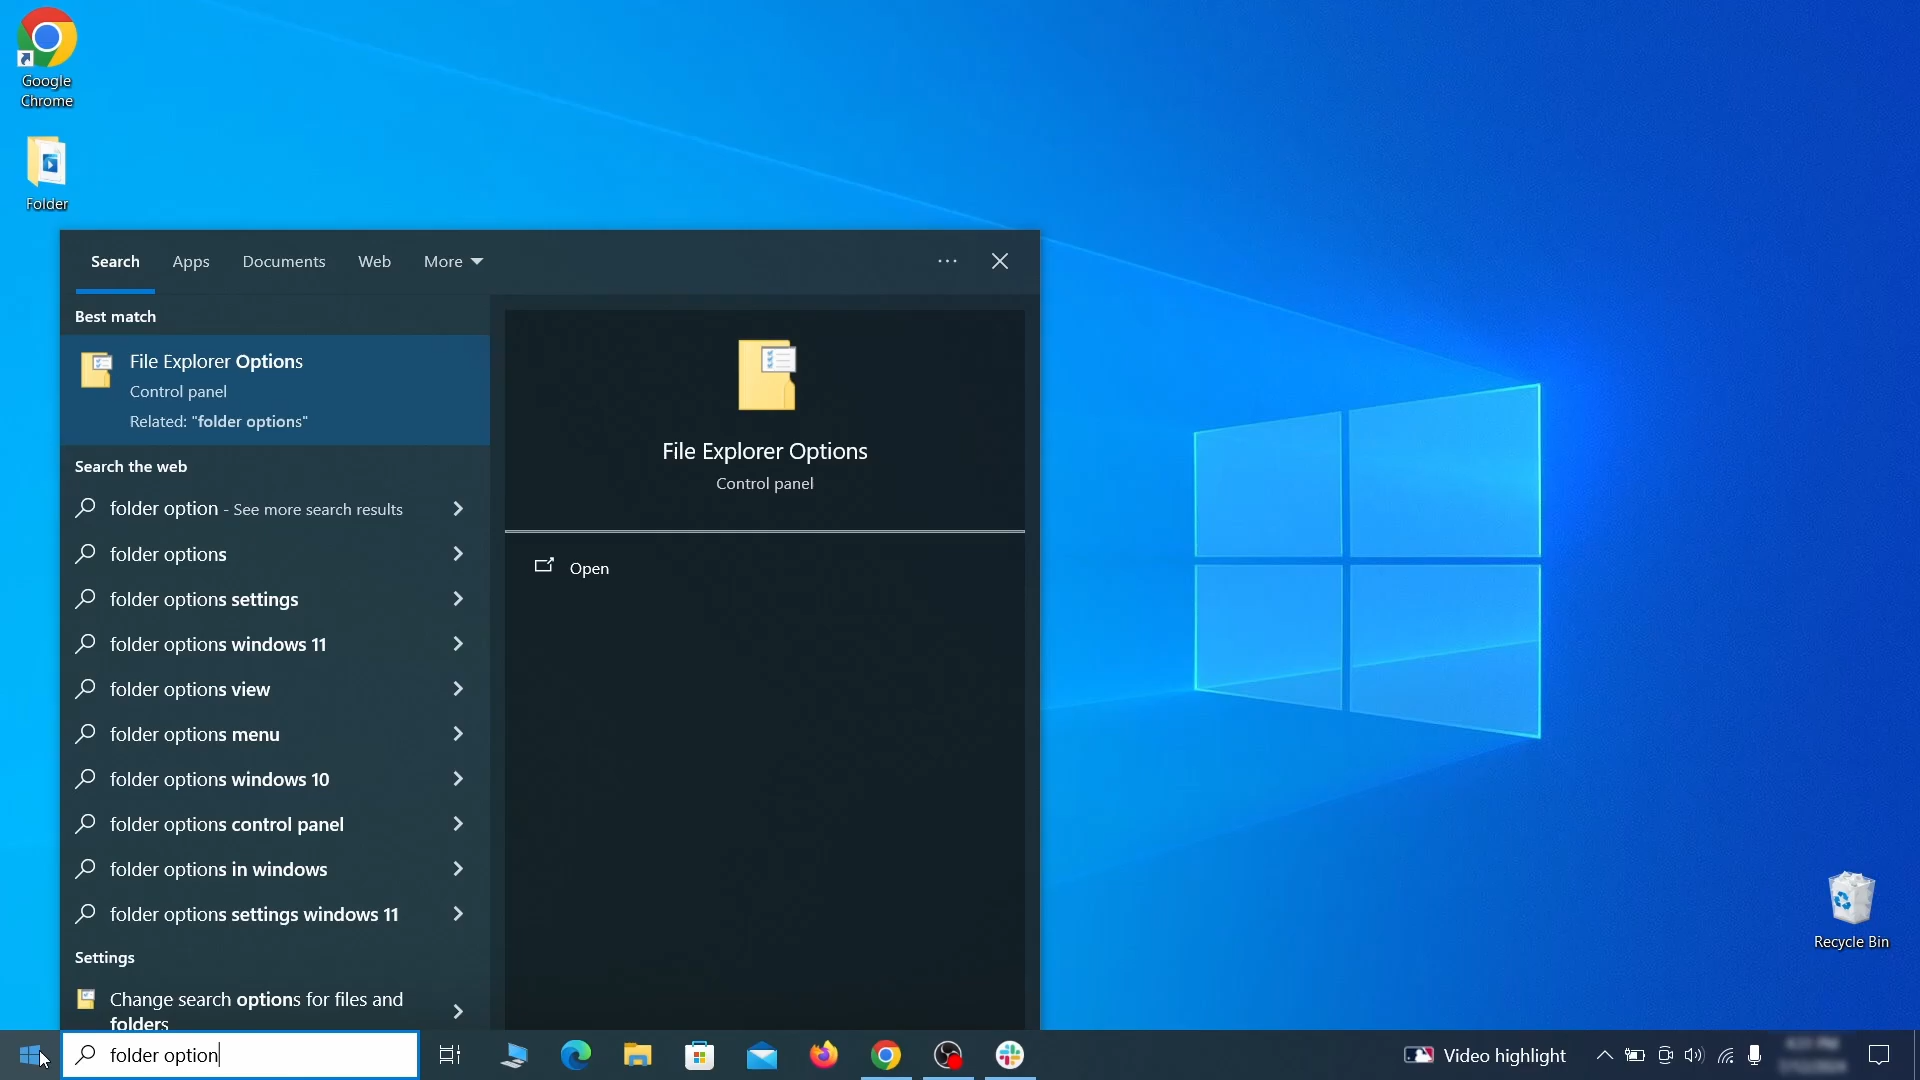 Google
Chrome
Folder
Search Apps Documents Web More
Best match
File Explorer Options
Control panel
Related: "folder options"
File Explorer Options
Control panel
Open
Search the web
folder option - See more search results
folder options
folder options settings
folder options windows 11
folder options view
folder options menu
folder options windows 10
folder options control panel
folder options in windows
folder options settings windows 11
Settings
Change search options for files and
folders
Recycle Bin
folder option
Video highlight